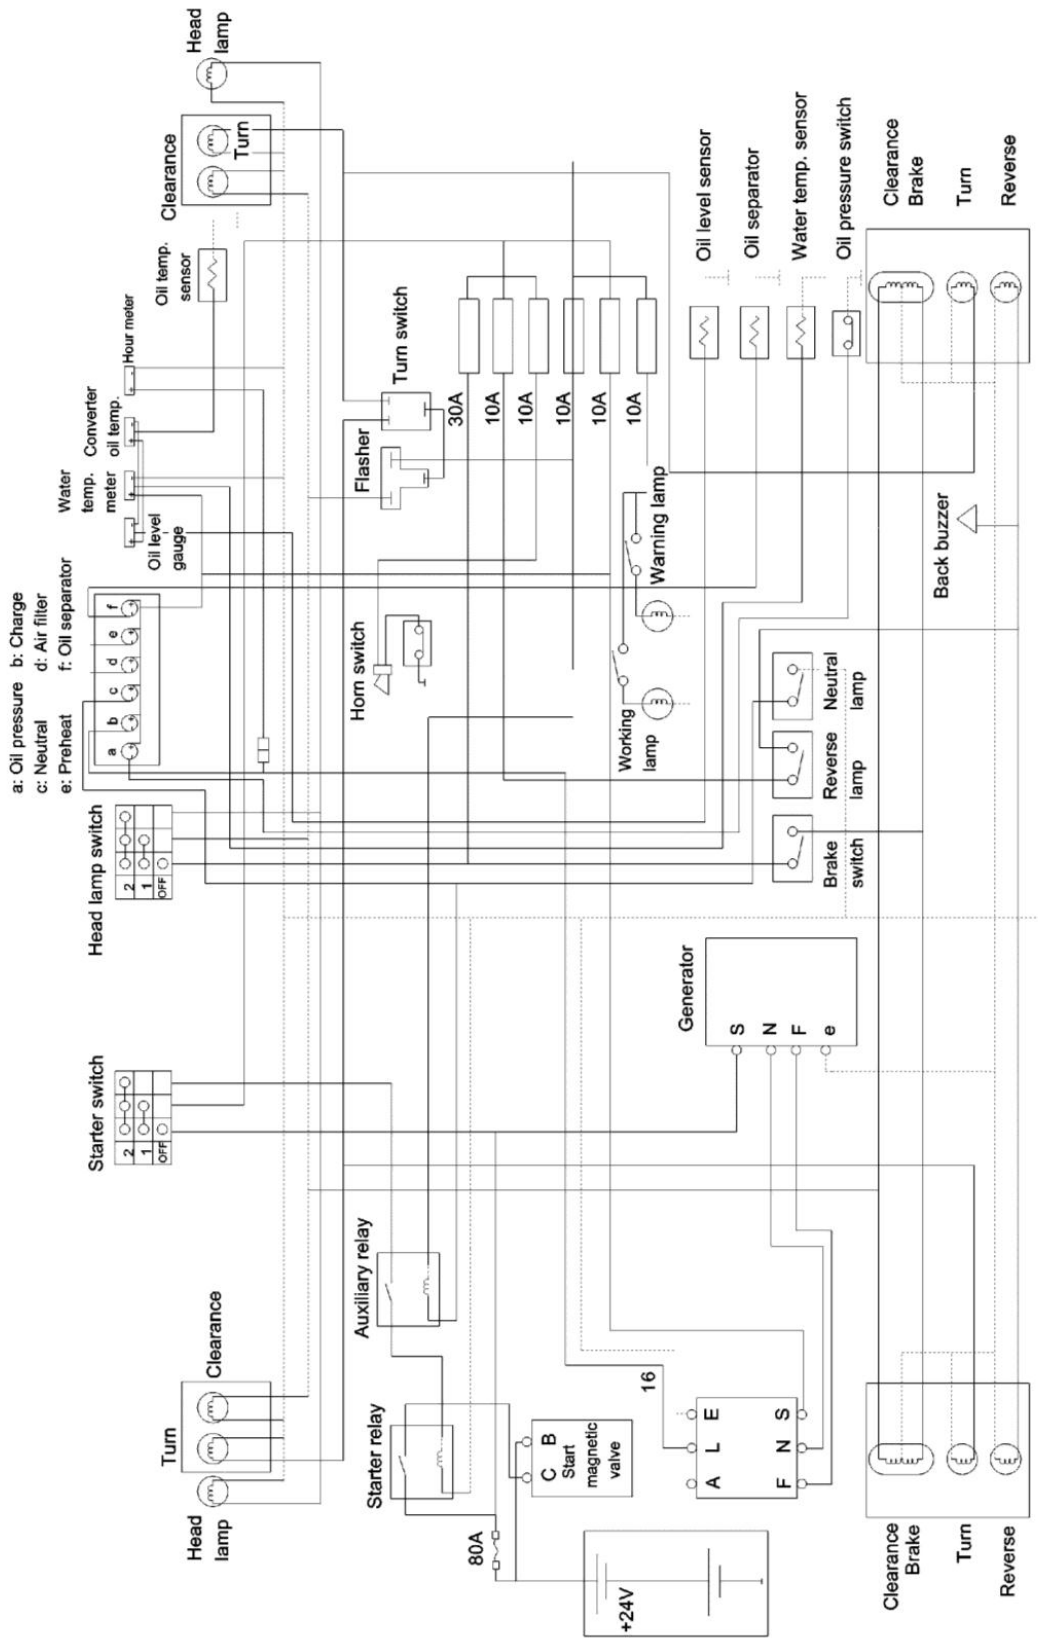 a: Oil pressure b: Charge
c: Neutral d: Air filter
e: Preheat f: Oil separator
Head
lamp
Turn
Clearance
Starter switch
2
1
OFF
Head lamp switch
2
1
OFF
a
b
c
d
e
f
Oil level
gauge
Water
temp.
meter
Converter
oil temp.
Hour meter
Oil temp.
sensor
Clearance
Turn
Head
lamp
Starter relay
Auxiliary relay
Horn switch
Flasher
Turn switch
80A
C B
Start
magnetic
valve
30A
10A
10A
10A
10A
10A
+24V
16
A L E
F N S
Generator
S
N
F
e
Working
lamp
Warning lamp
Oil level sensor
Oil separator
Water temp. sensor
Oil pressure switch
Brake
switch
Reverse
lamp
Neutral
lamp
Back buzzer
Clearance
Brake
Turn
Reverse
Clearance
Brake
Turn
Reverse